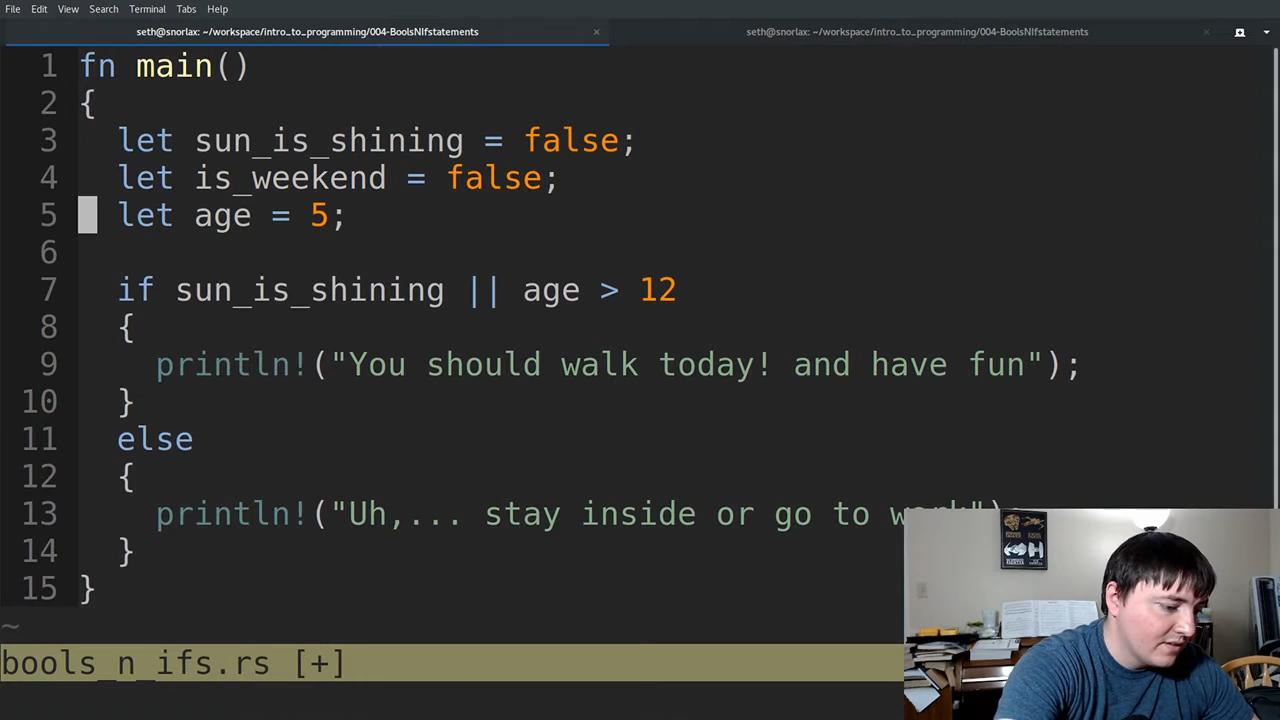 File Edit View Search Terminal Tabs Help
seth@snorlax: ~/workspace/intro_to_programming/004-BoolsNIfstatements × seth@snorlax: ~/workspace/intro_to_programming/004-BoolsNIfstatements ×
1 fn main()
2 {
3 let sun_is_shining = false;
4 let is_weekend = false;
5 let age = 5;
6
7 if sun_is_shining || age > 12
8 {
9 println!("You should walk today! and have fun");
10 }
11 else
12 {
13 println!("Uh,... stay inside or go to
14 }
15 }
~
bools_n_ifs.rs [+]